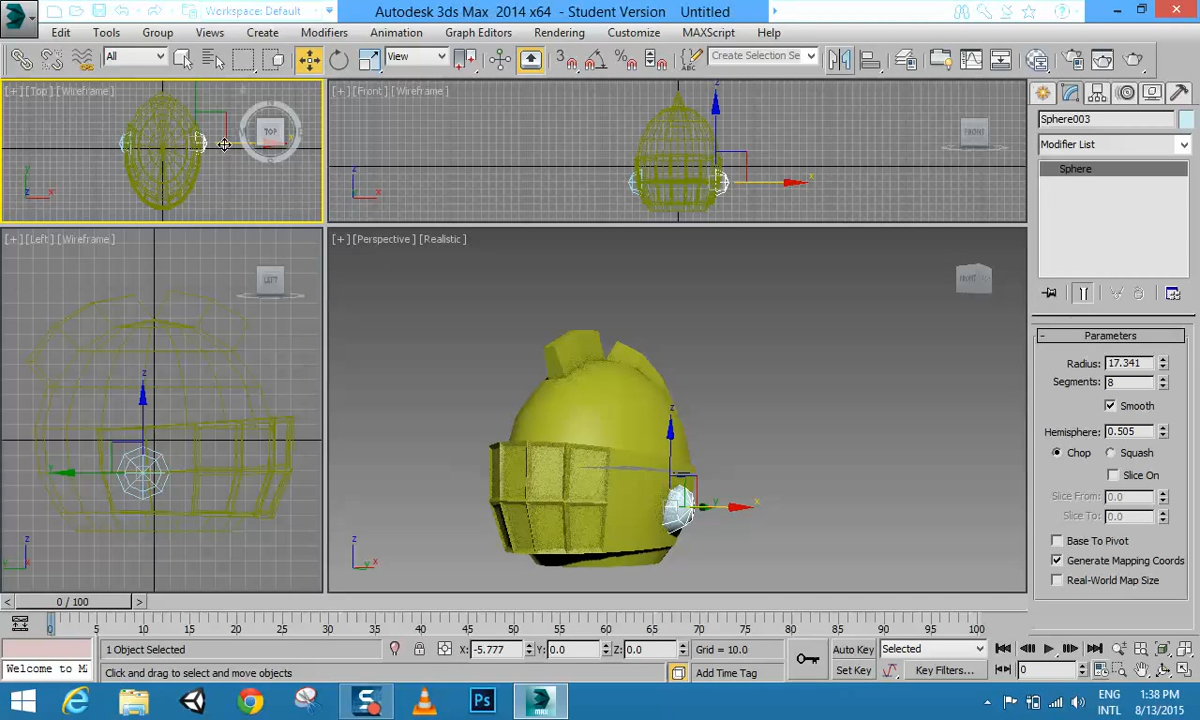 Workspace: Default
Autodesk 3ds Max  2014 x64  - Student Version   Untitled
Edit Tools Group Views Create Modifiers Animation Graph Editors Rendering Customize MAXScript Help
All View Create Selection Se
[+] [Top ] [Wireframe ]
TOP
[+] [Front ] [Wireframe ]
FRONT
[+] [Left ] [Wireframe ]
LEFT
[+] [Perspective ] [Realistic ]
FRONT
Sphere003
Modifier List
Sphere
Parameters
Radius: 17.341
Segments: 8
Smooth
Hemisphere: 0.505
Chop Squash
Slice On
Slice From: 0.0
Slice To: 0.0
Base To Pivot
Generate Mapping Coords
Real-World Map Size
0 / 100
0 5 10 15 20 25 30 35 40 45 50 55 60 65 70 75 80 85 90 95 100
1 Object Selected X: -5.777 Y: 0.0 Z: 0.0 Grid = 10.0 Auto Key Selected
Welcome to M Click and drag to select and move objects Add Time Tag Set Key Key Filters... 0
ENG 1:38 PM
INTL 8/13/2015